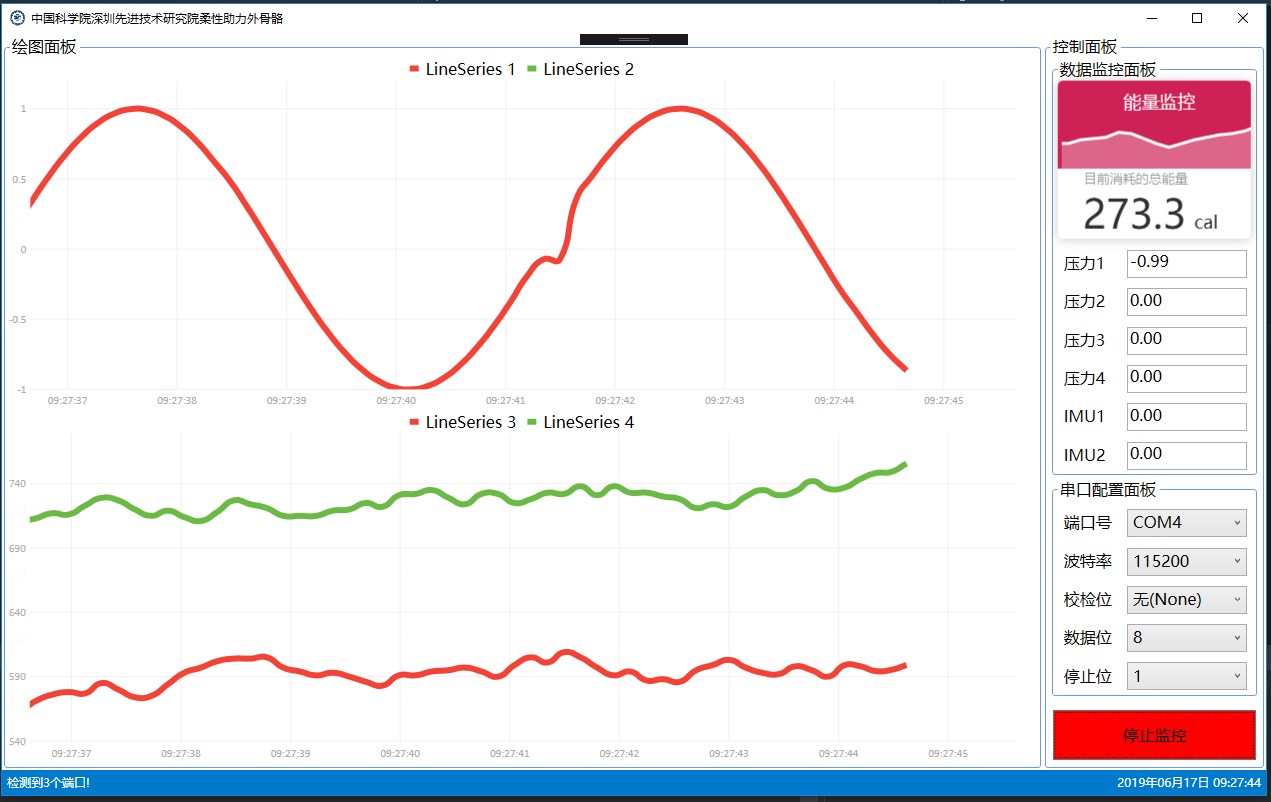 中国科学院深圳先进技术研究院柔性助力外骨骼
绘图面板
LineSeries 1 LineSeries 2
1
0.5
0
-0.5
-1
09:27:37 09:27:38 09:27:39 09:27:40 09:27:41 09:27:42 09:27:43 09:27:44 09:27:45
LineSeries 3 LineSeries 4
740
690
640
590
540
09:27:37 09:27:38 09:27:39 09:27:40 09:27:41 09:27:42 09:27:43 09:27:44 09:27:45
控制面板
数据监控面板
能量监控
目前消耗的总能量
273.3 cal
压力1 -0.99
压力2 0.00
压力3 0.00
压力4 0.00
IMU1 0.00
IMU2 0.00
串口配置面板
端口号 COM4
波特率 115200
校检位 无(None)
数据位 8
停止位 1
停止监控
检测到3个端口!
2019年06月17日 09:27:44